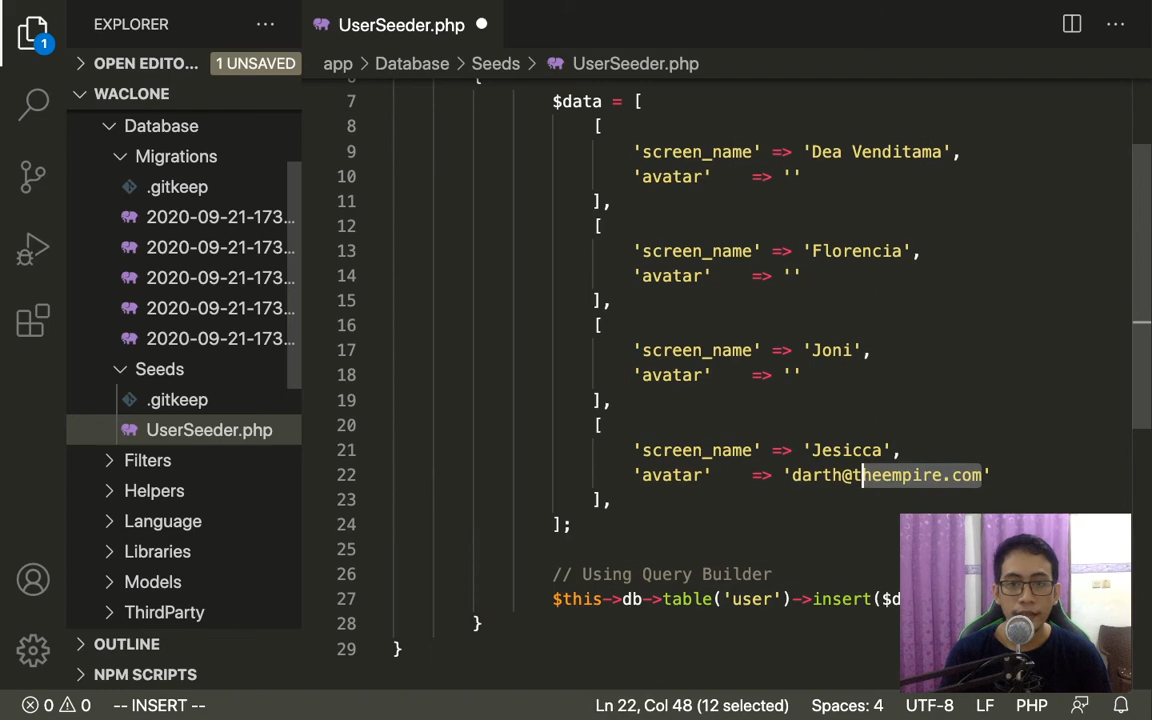 EXPLORER
UserSeeder.php
1
OPEN EDITO...
1 UNSAVED
app > Database > Seeds > UserSeeder.php
WACLONE
Database
Migrations
.gitkeep
2020-09-21-173...
2020-09-21-173...
2020-09-21-173...
2020-09-21-173...
2020-09-21-173...
Seeds
.gitkeep
UserSeeder.php
Filters
Helpers
Language
Libraries
Models
ThirdParty
OUTLINE
NPM SCRIPTS
7 $data = [
8 [
9 'screen_name' => 'Dea Venditama',
10 'avatar' => ''
11 ],
12 [
13 'screen_name' => 'Florencia',
14 'avatar' => ''
15 ],
16 [
17 'screen_name' => 'Joni',
18 'avatar' => ''
19 ],
20 [
21 'screen_name' => 'Jesicca',
22 'avatar' => 'darth@theempire.com'
23 ],
24 ];
25
26 // Using Query Builder
27 $this->db->table('user')->insert($d
28 }
29 }
0 0 -- INSERT -- Ln 22, Col 48 (12 selected) Spaces: 4 UTF-8 LF PHP